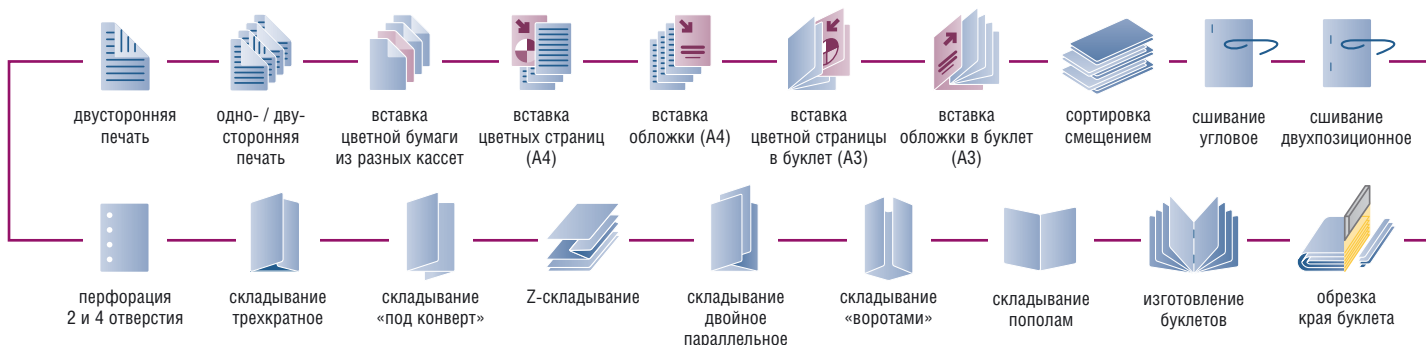 двусторонняя
печать
одно- / дву-
сторонняя
печать
вставка
цветной бумаги
из разных кассет
вставка
цветных страниц
(А4)
вставка
обложки (А4)
вставка
цветной страницы
в буклет (А3)
вставка
обложки в буклет
(А3)
сортировка
смещением
сшивание
угловое
сшивание
двухпозиционное
перфорация
2 и 4 отверстия
складывание
трехкратное
складывание
«под конверт»
Z-складывание
складывание
двойное
параллельное
складывание
«воротами»
складывание
пополам
изготовление
буклетов
обрезка
края буклета